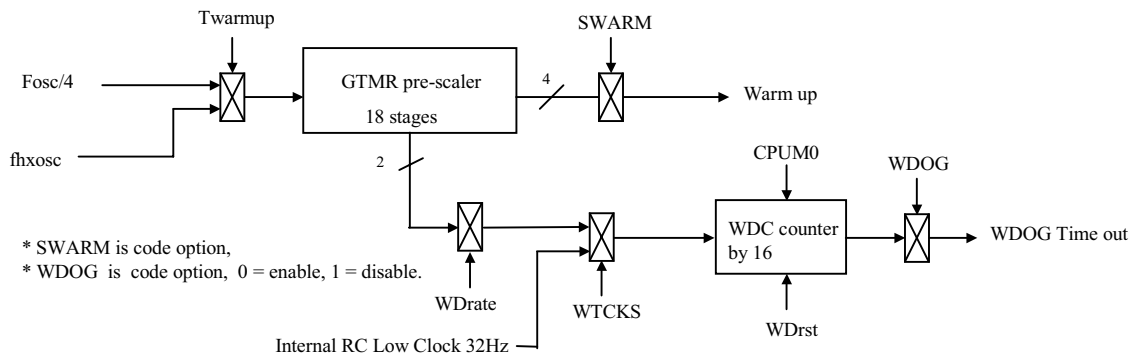 Twarmup
SWARM
Fosc/4
GTMR pre-scaler
4
Warm up
18 stages
fhxosc
2
CPUM0
WDOG
WDC counter
by 16
WDOG Time out
* SWARM is code option,
* WDOG is code option, 0 = enable, 1 = disable.
WDrate
WTCKS
WDrst
Internal RC Low Clock 32Hz